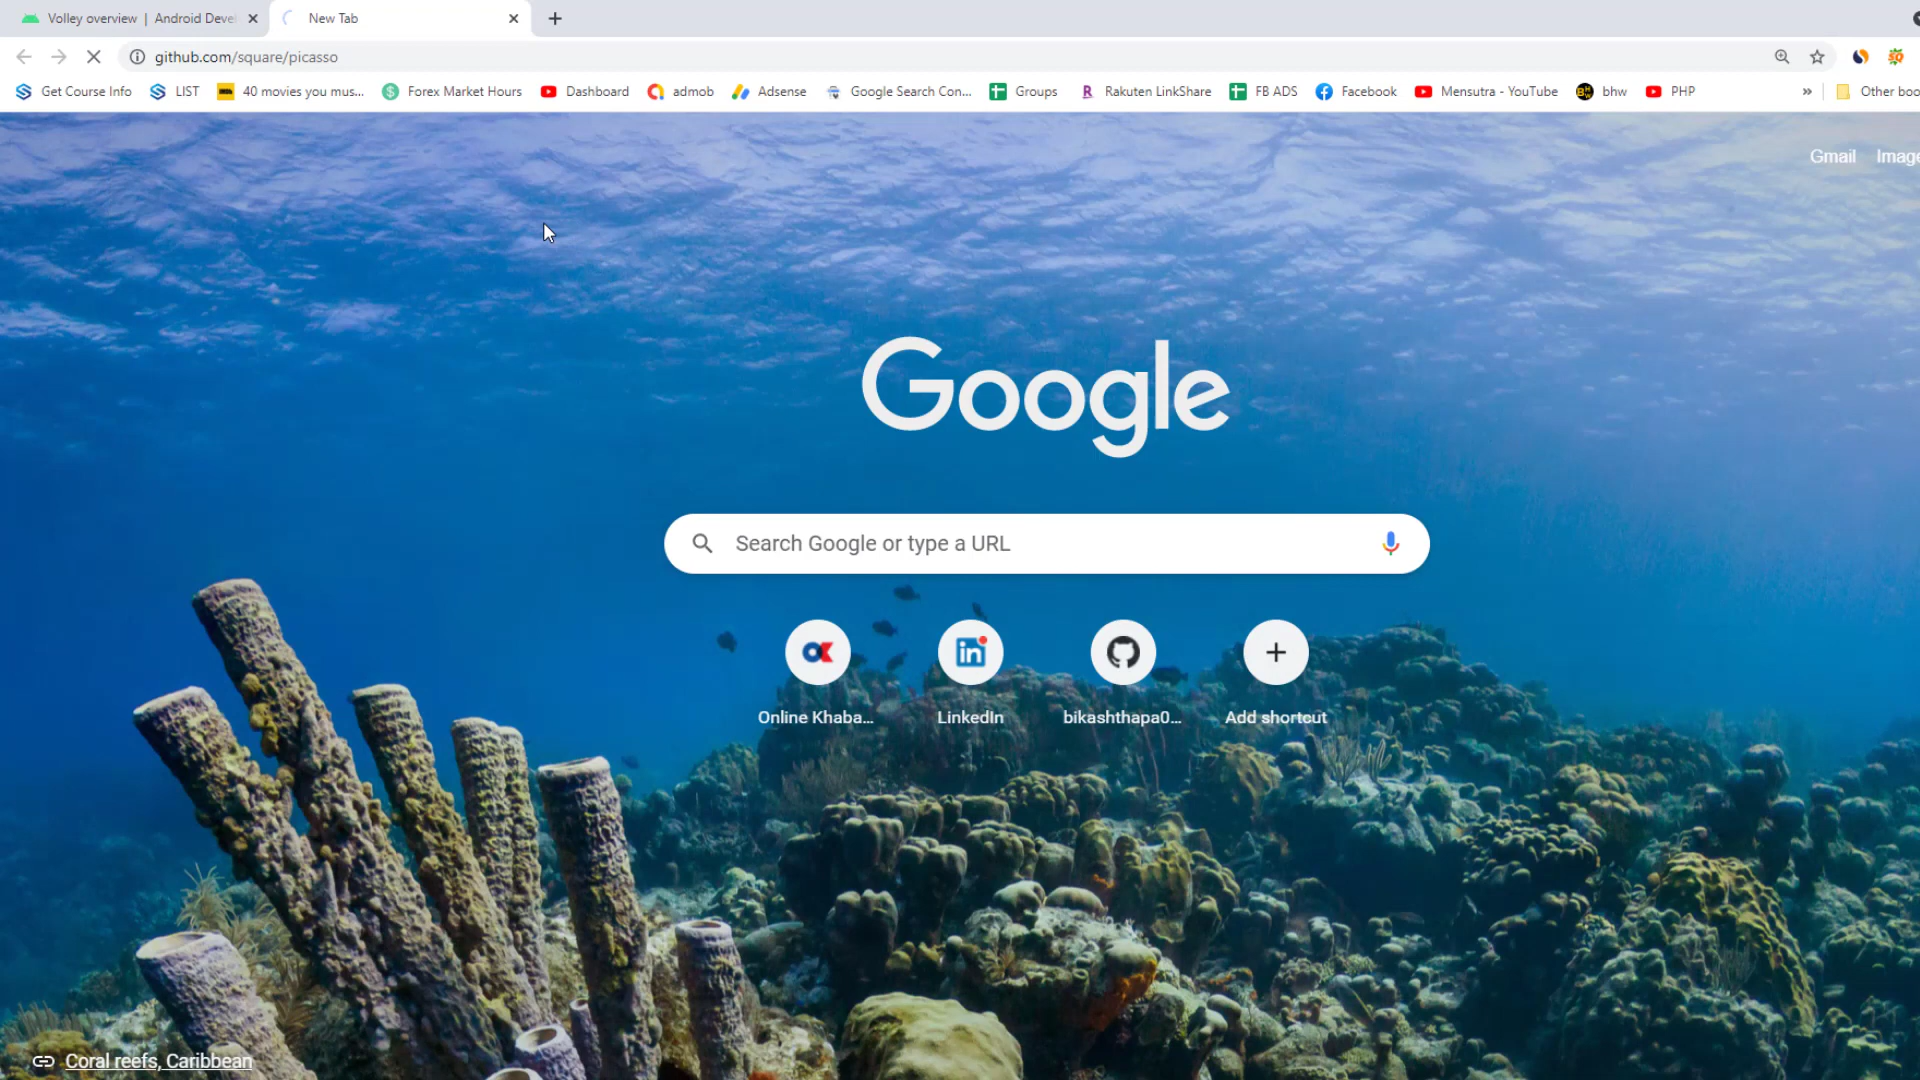 Volley overview | Android Deve
New Tab
github.com/square/picasso
Get Course Info
LIST
40 movies you mus...
Forex Market Hours
Dashboard
admob
Adsense
Google Search Con...
Groups
Rakuten LinkShare
FB ADS
Facebook
Mensutra - YouTube
bhw
PHP
»
Other boo
Gmail
Image
Google
Search Google or type a URL
Online Khaba...
LinkedIn
bikashthapa0...
Add shortcut
Coral reefs, Caribbean